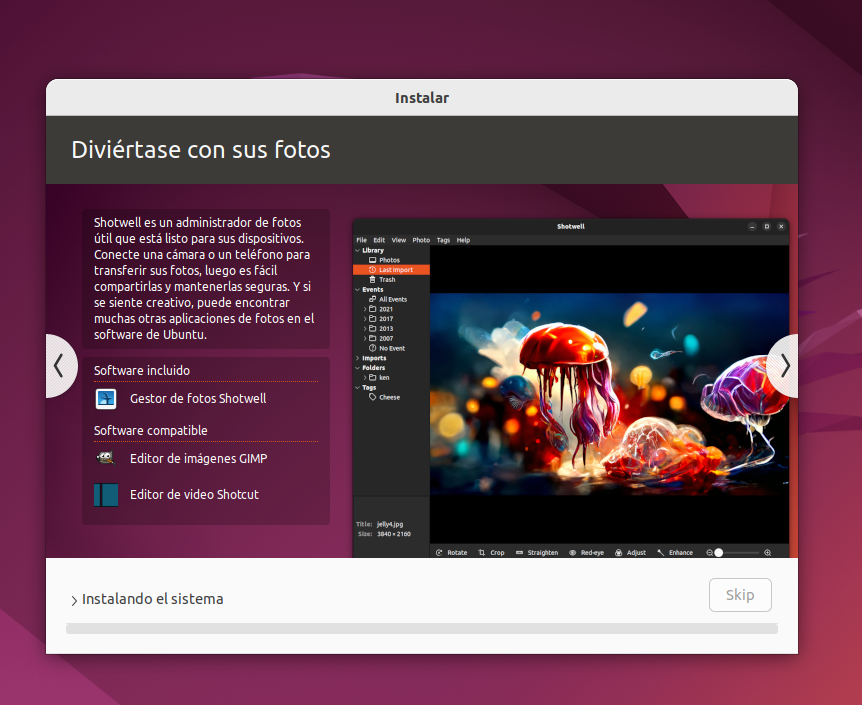 Instalar
Diviértase con sus fotos
Shotwell es un administrador de fotos
útil que está listo para sus dispositivos.
Conecte una cámara o un teléfono para
transferir sus fotos, luego es fácil
compartirlas y mantenerlas seguras. Y si
se siente creativo, puede encontrar
muchas otras aplicaciones de fotos en el
software de Ubuntu.
Software incluido
Gestor de fotos Shotwell
Software compatible
Editor de imágenes GIMP
Editor de video Shotcut
Shotwell
File Edit View Photo Tags Help
Library
Photos
Last Import
Trash
Events
All Events
2021
2017
2013
2007
No Event
Imports
Folders
ken
Tags
Cheese
Title: jelly4.jpg
Size: 3840 × 2160
Rotate Crop Straighten Red-eye Adjust Enhance
Instalando el sistema
Skip